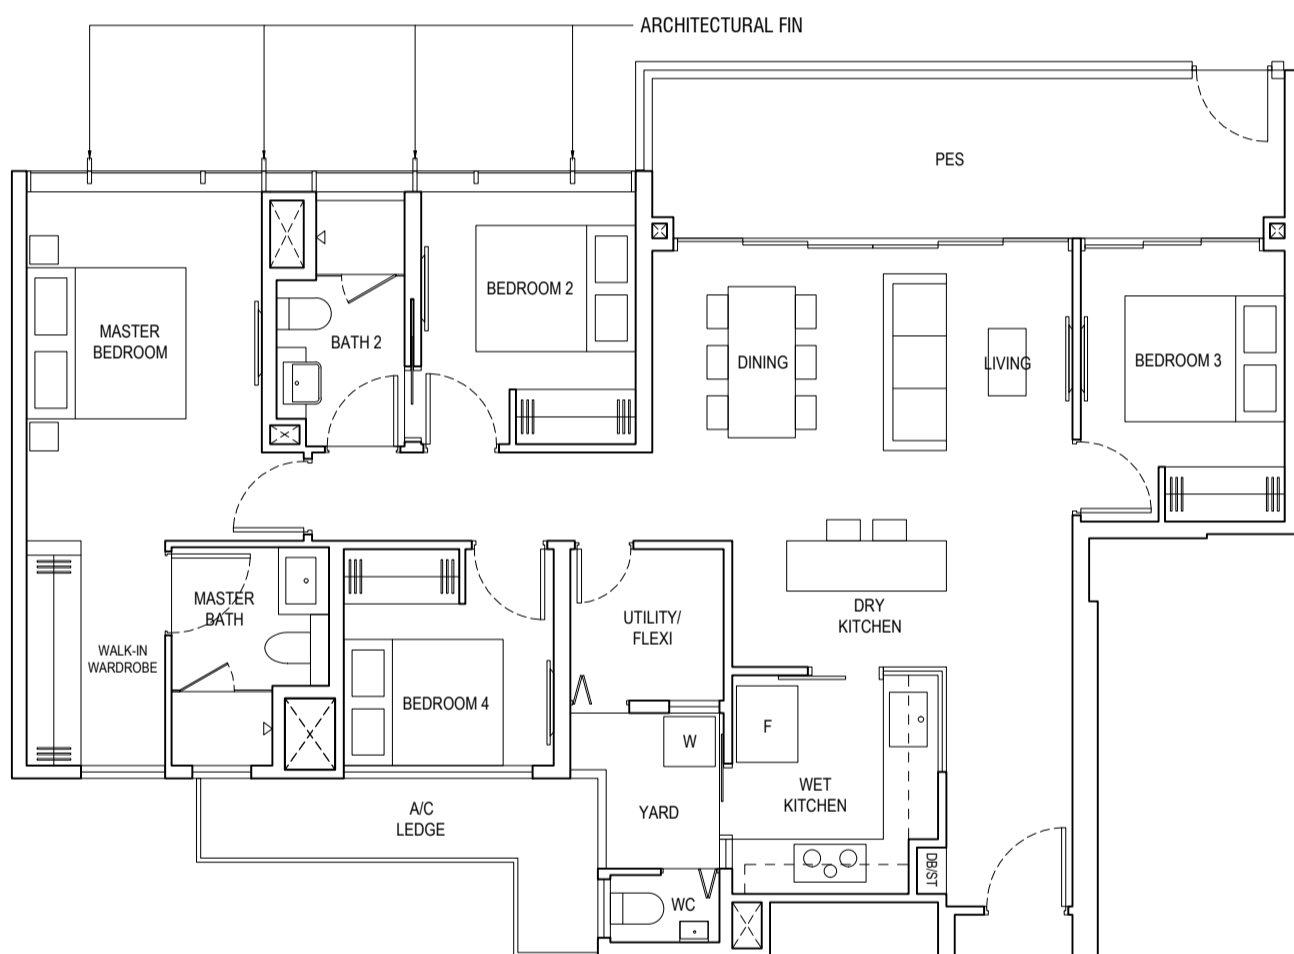 ARCHITECTURAL FIN
PES
MASTER
BEDROOM
BATH 2
BEDROOM 2
DINING
LIVING
BEDROOM 3
MASTER
BATH
WALK-IN
WARDROBE
BEDROOM 4
UTILITY/
FLEXI
DRY
KITCHEN
W
F
YARD
WET
KITCHEN
A/C
LEDGE
DB/ST
WC